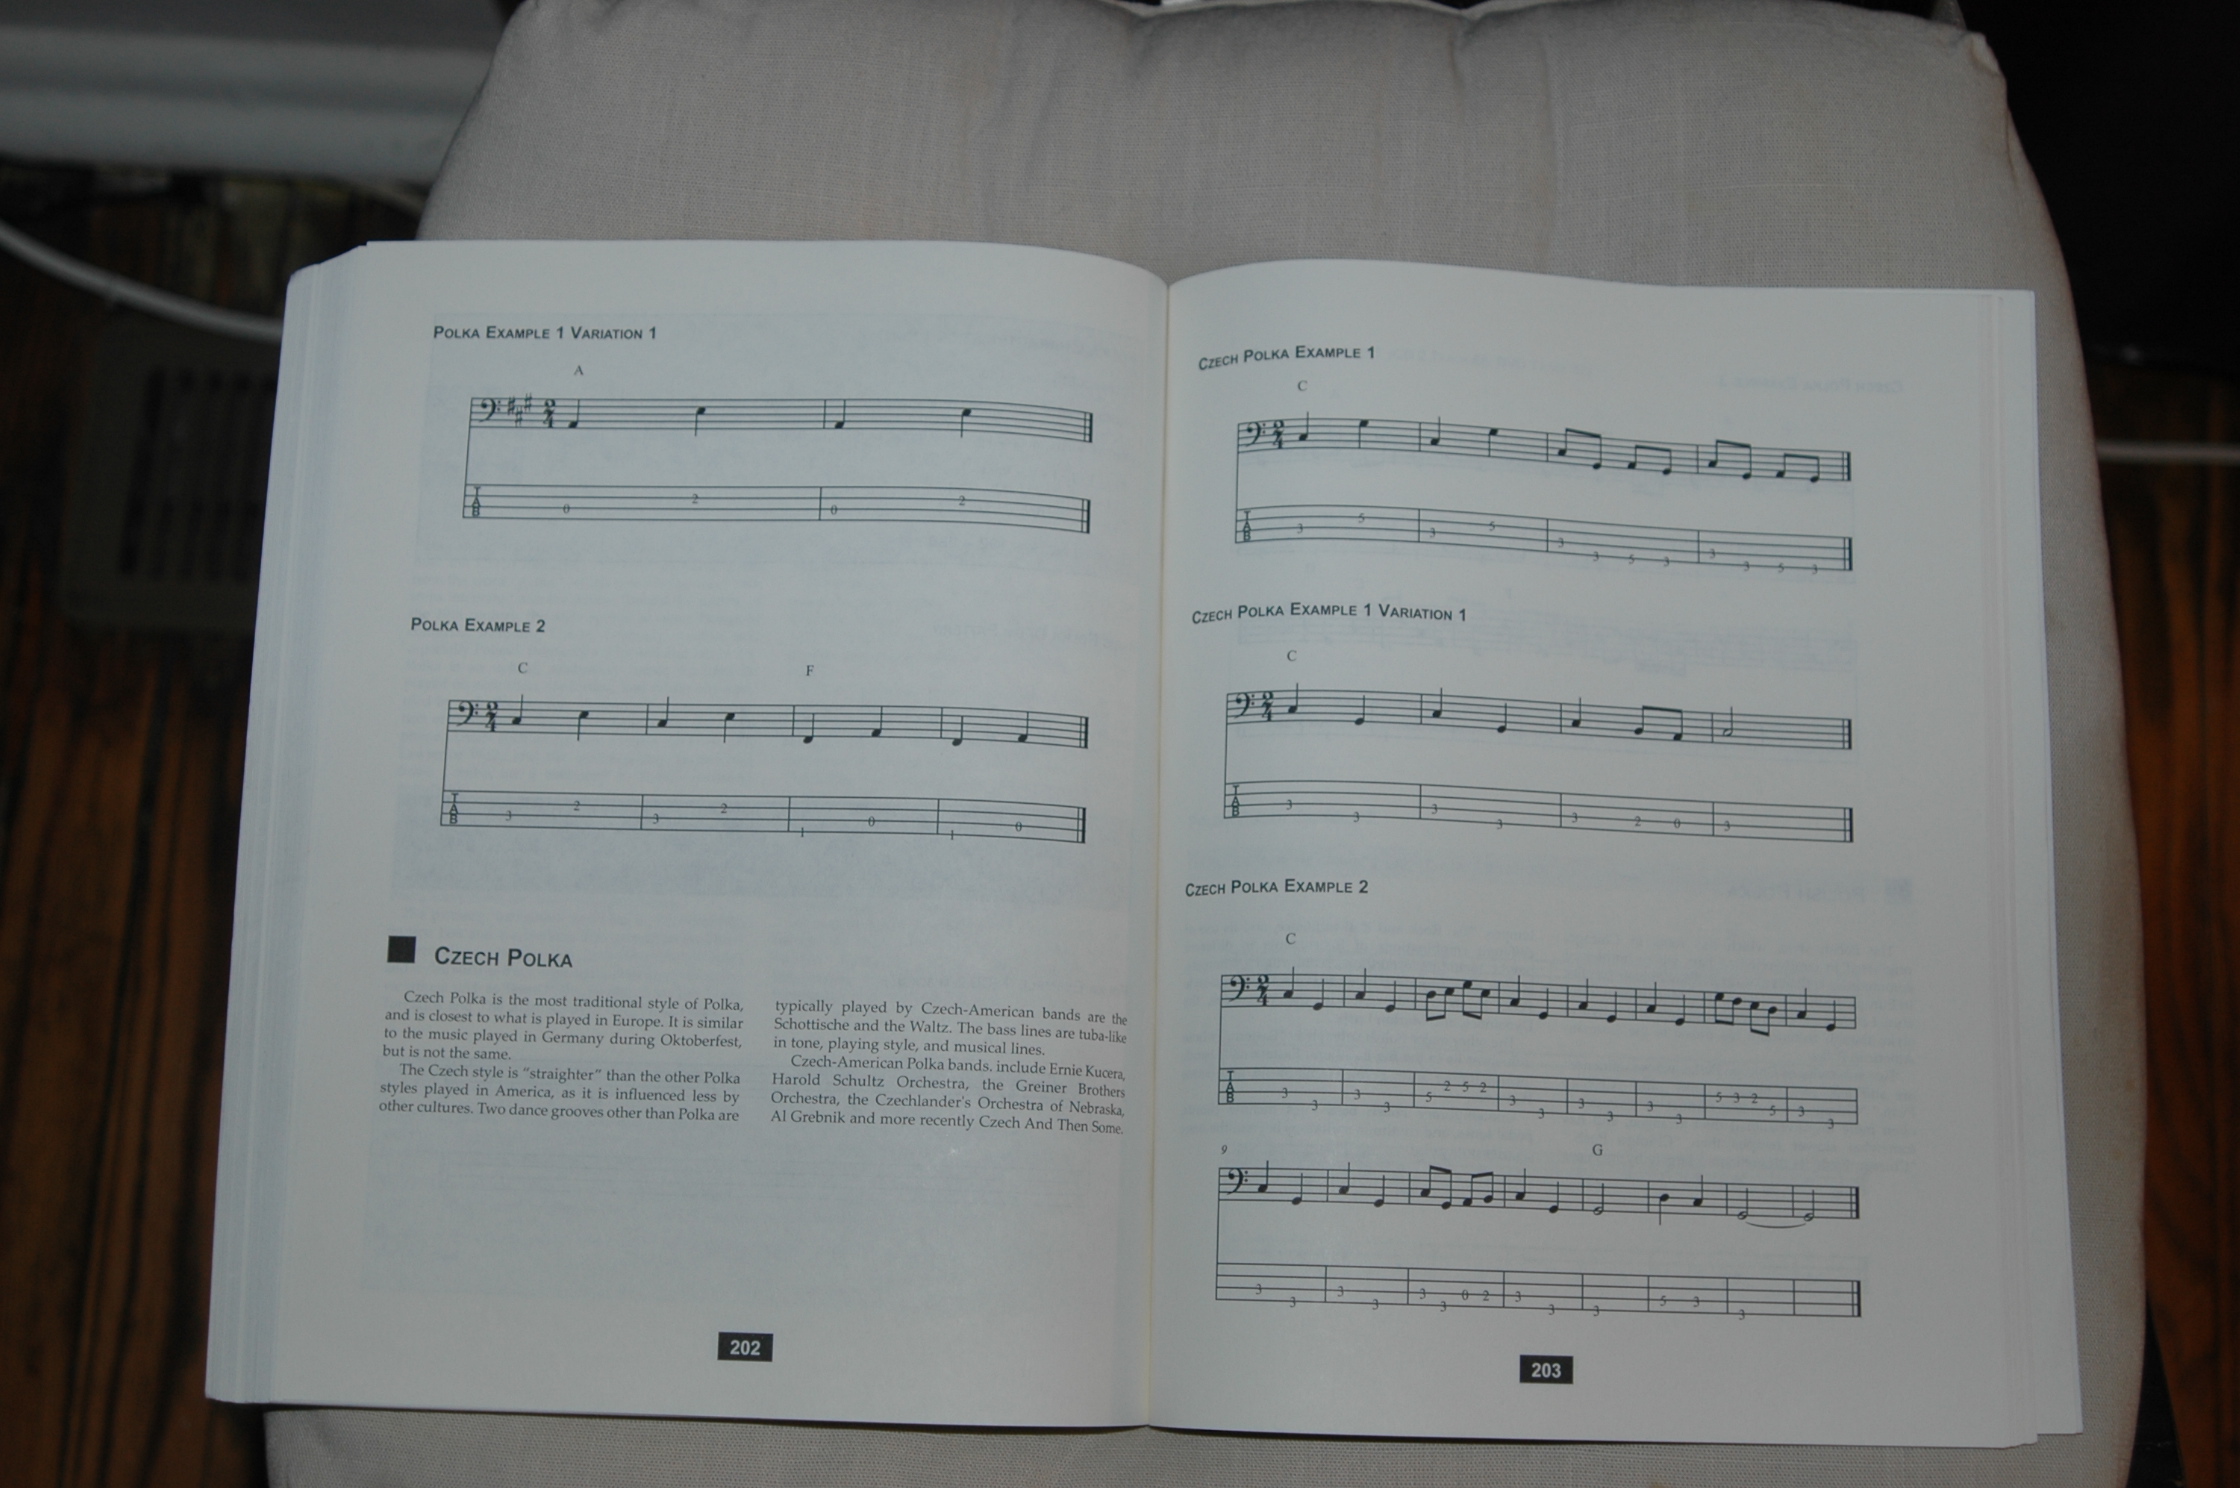 POLKA EXAMPLE 1 VARIATION 1
A
T
A
B
0 2 0 2
POLKA EXAMPLE 2
C F
T
A
B
3 2 3 2 1 0 1 0
CZECH POLKA
Czech Polka is the most traditional style of Polka,
and is closest to what is played in Europe. It is similar
to the music played in Germany during Oktoberfest,
but is not the same.
The Czech style is “straighter” than the other Polka
styles played in America, as it is influenced less by
other cultures. Two dance grooves other than Polka are
typically played by Czech-American bands are the
Schottische and the Waltz. The bass lines are tuba-like
in tone, playing style, and musical lines.
Czech-American Polka bands. include Ernie Kucera,
Harold Schultz Orchestra, the Greiner Brothers
Orchestra, the Czechlander's Orchestra of Nebraska,
Al Grebnik and more recently Czech And Then Some.
202
CZECH POLKA EXAMPLE 1
C
2
4
T
A
B
3 5 3 5 3 3 5 3 3 3 5 3
CZECH POLKA EXAMPLE 1 VARIATION 1
C
2
4
T
A
B
3 3 3 3 3 2 0 3
CZECH POLKA EXAMPLE 2
C
2
4
T
A
B
3 3 3 3 5 2 5 2 3 3 3 3 3 3 5 3 2 5 3 3
9 G
3 3 3 3 3 3 0 2 3 3 3 5 3 3
203